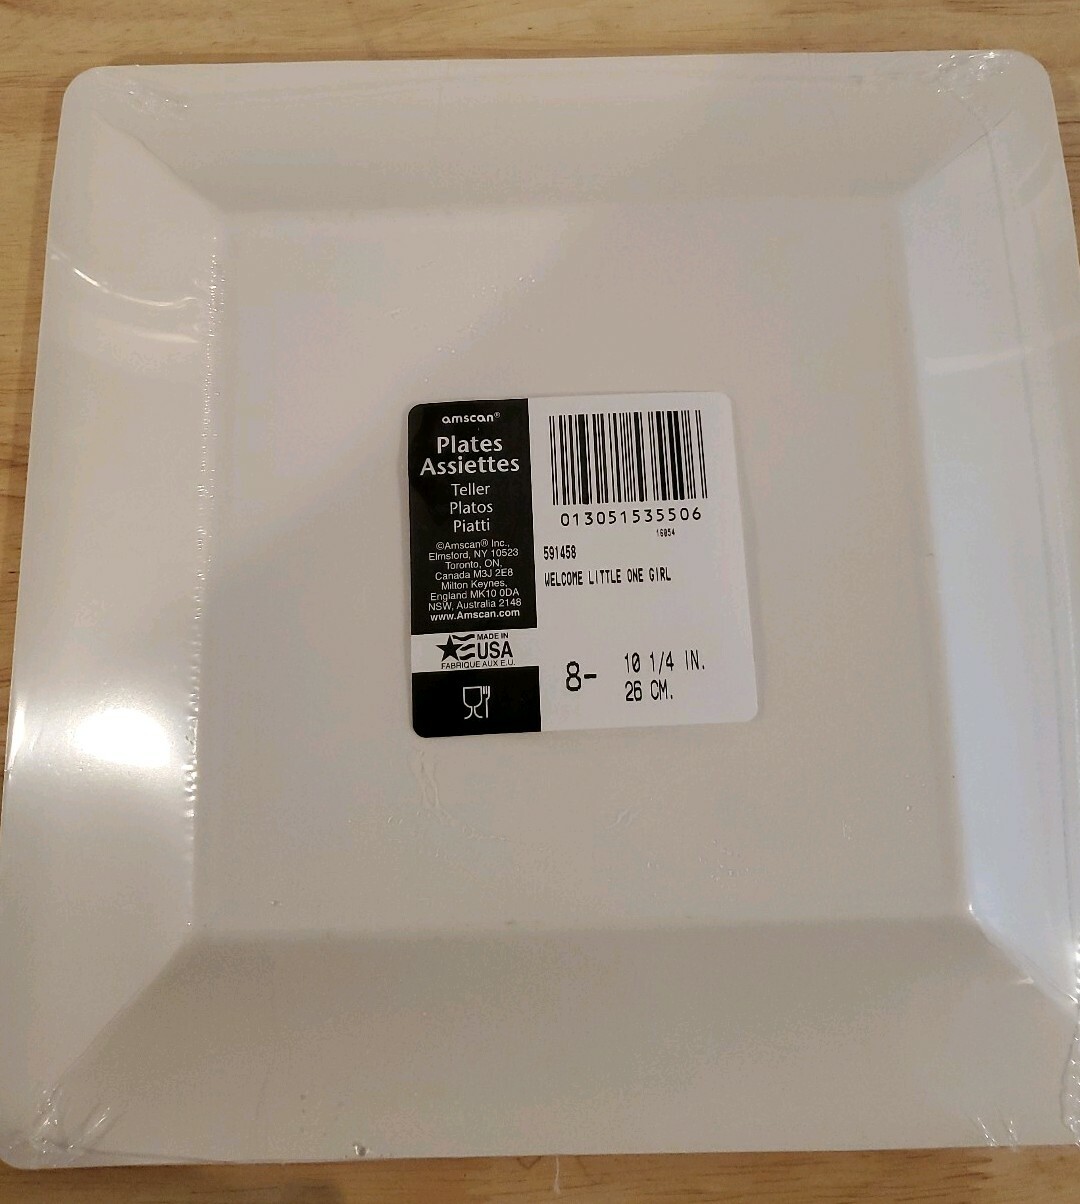 amscan®
Plates
Assiettes
Teller
Platos
Piatti
©Amscan® Inc.,
Elmsford, NY 10523
Toronto, ON,
Canada M3J 2E8
Milton Keynes,
England MK10 0DA
NSW, Australia 2148
www.Amscan.com
MADE IN
USA
FABRIQUE AUX E.U.
013051535506
16054
591458
WELCOME LITTLE ONE GIRL
8- 10 1/4 IN.
26 CM.